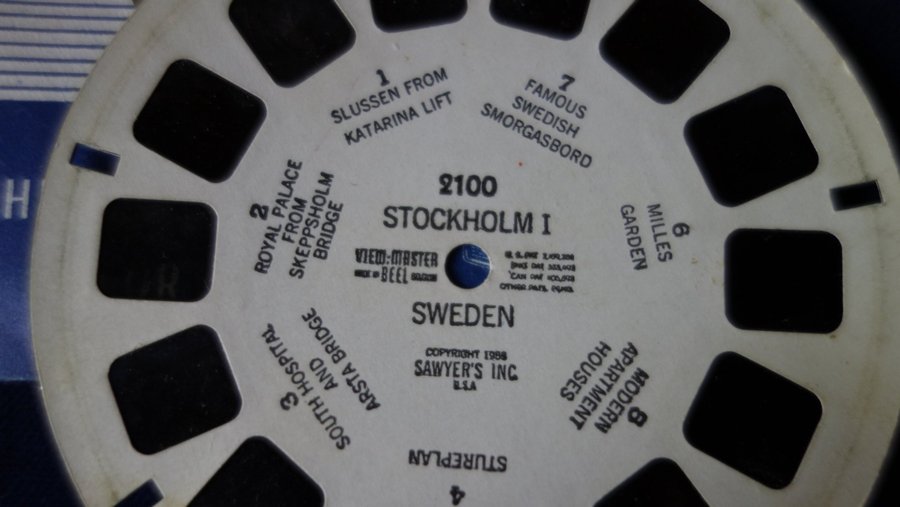 1
SLUSSEN FROM
KATARINA LIFT
7
FAMOUS
SWEDISH
SMORGASBORD
2100
STOCKHOLM I
VIEW-MASTER
MADE IN BEEL BELGIUM
SWEDEN
COPYRIGHT 1956
SAWYER'S INC.
U.S.A
2
ROYAL PALACE
FROM
SKEPPSHOLM
BRIDGE
6
MILLES
GARDEN
3
SOUTH HOSPITAL
AND
ARSTA BRIDGE
MODERN
APARTMENT
HOUSES
4
STUREPLAN
H